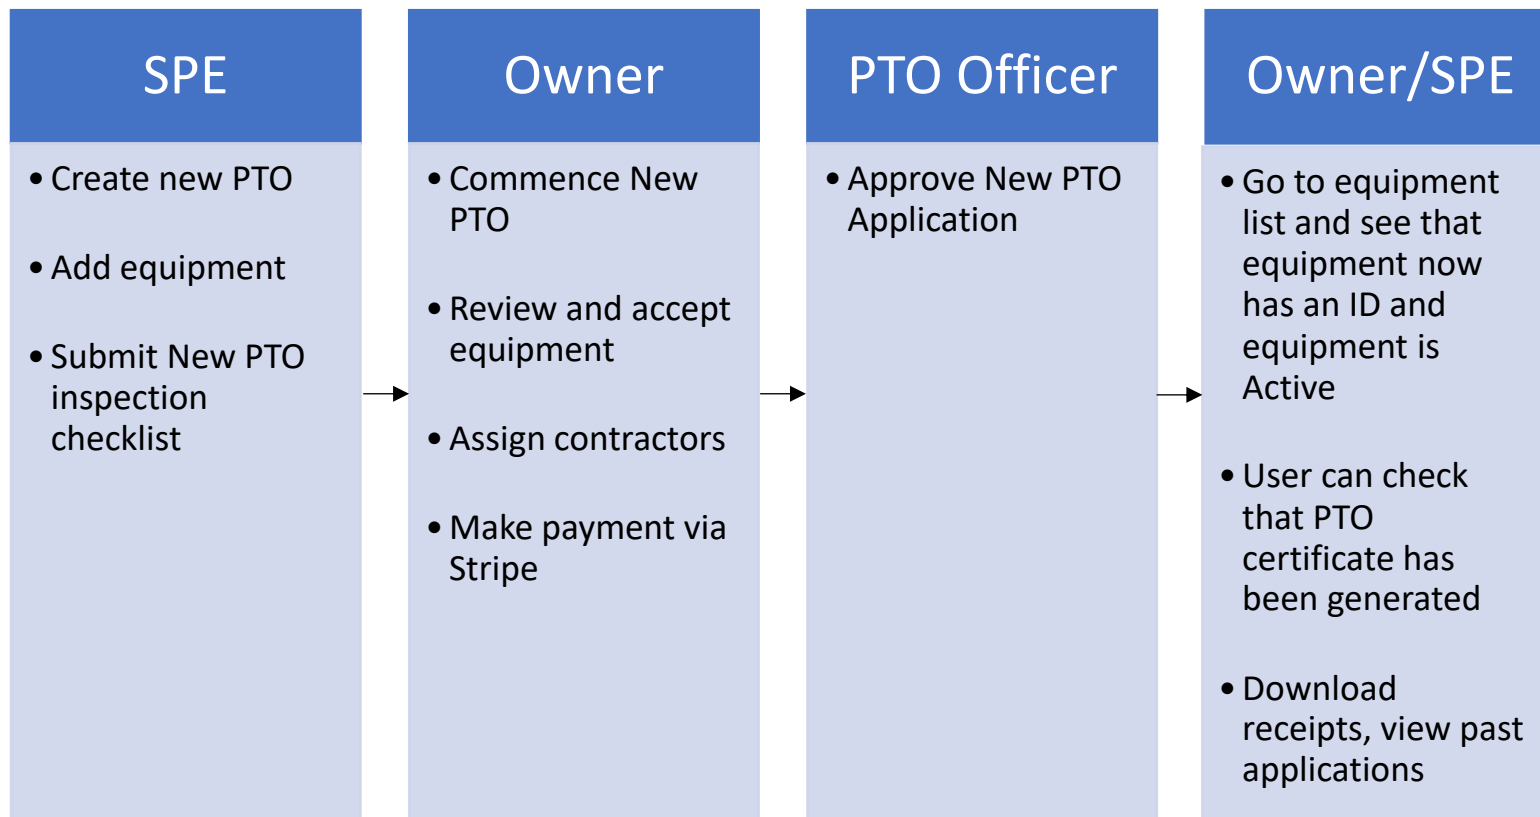 SPE
• Create new PTO
• Add equipment
• Submit New PTO
inspection
checklist
Owner
• Commence New
PTO
• Review and accept
equipment
• Assign contractors
• Make payment via
Stripe
PTO Officer
• Approve New PTO
Application
Owner/SPE
• Go to equipment
list and see that
equipment now
has an ID and
equipment is
Active
• User can check
that PTO
certificate has
been generated
• Download
receipts, view past
applications